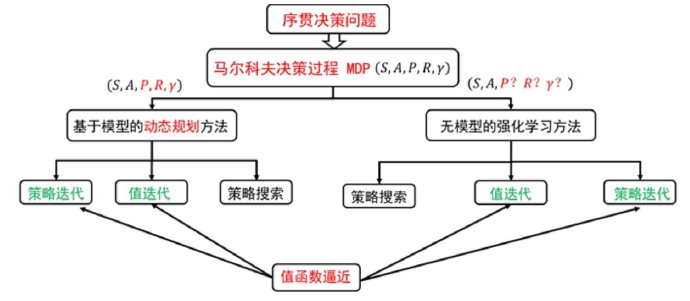 序贯决策问题
马尔科夫决策过程 MDP (S, A, P, R, γ)
(S, A, P, R, γ)
(S, A, P? R? γ? )
基于模型的动态规划方法
无模型的强化学习方法
策略迭代
值迭代
策略搜索
策略搜索
值迭代
策略迭代
值函数逼近